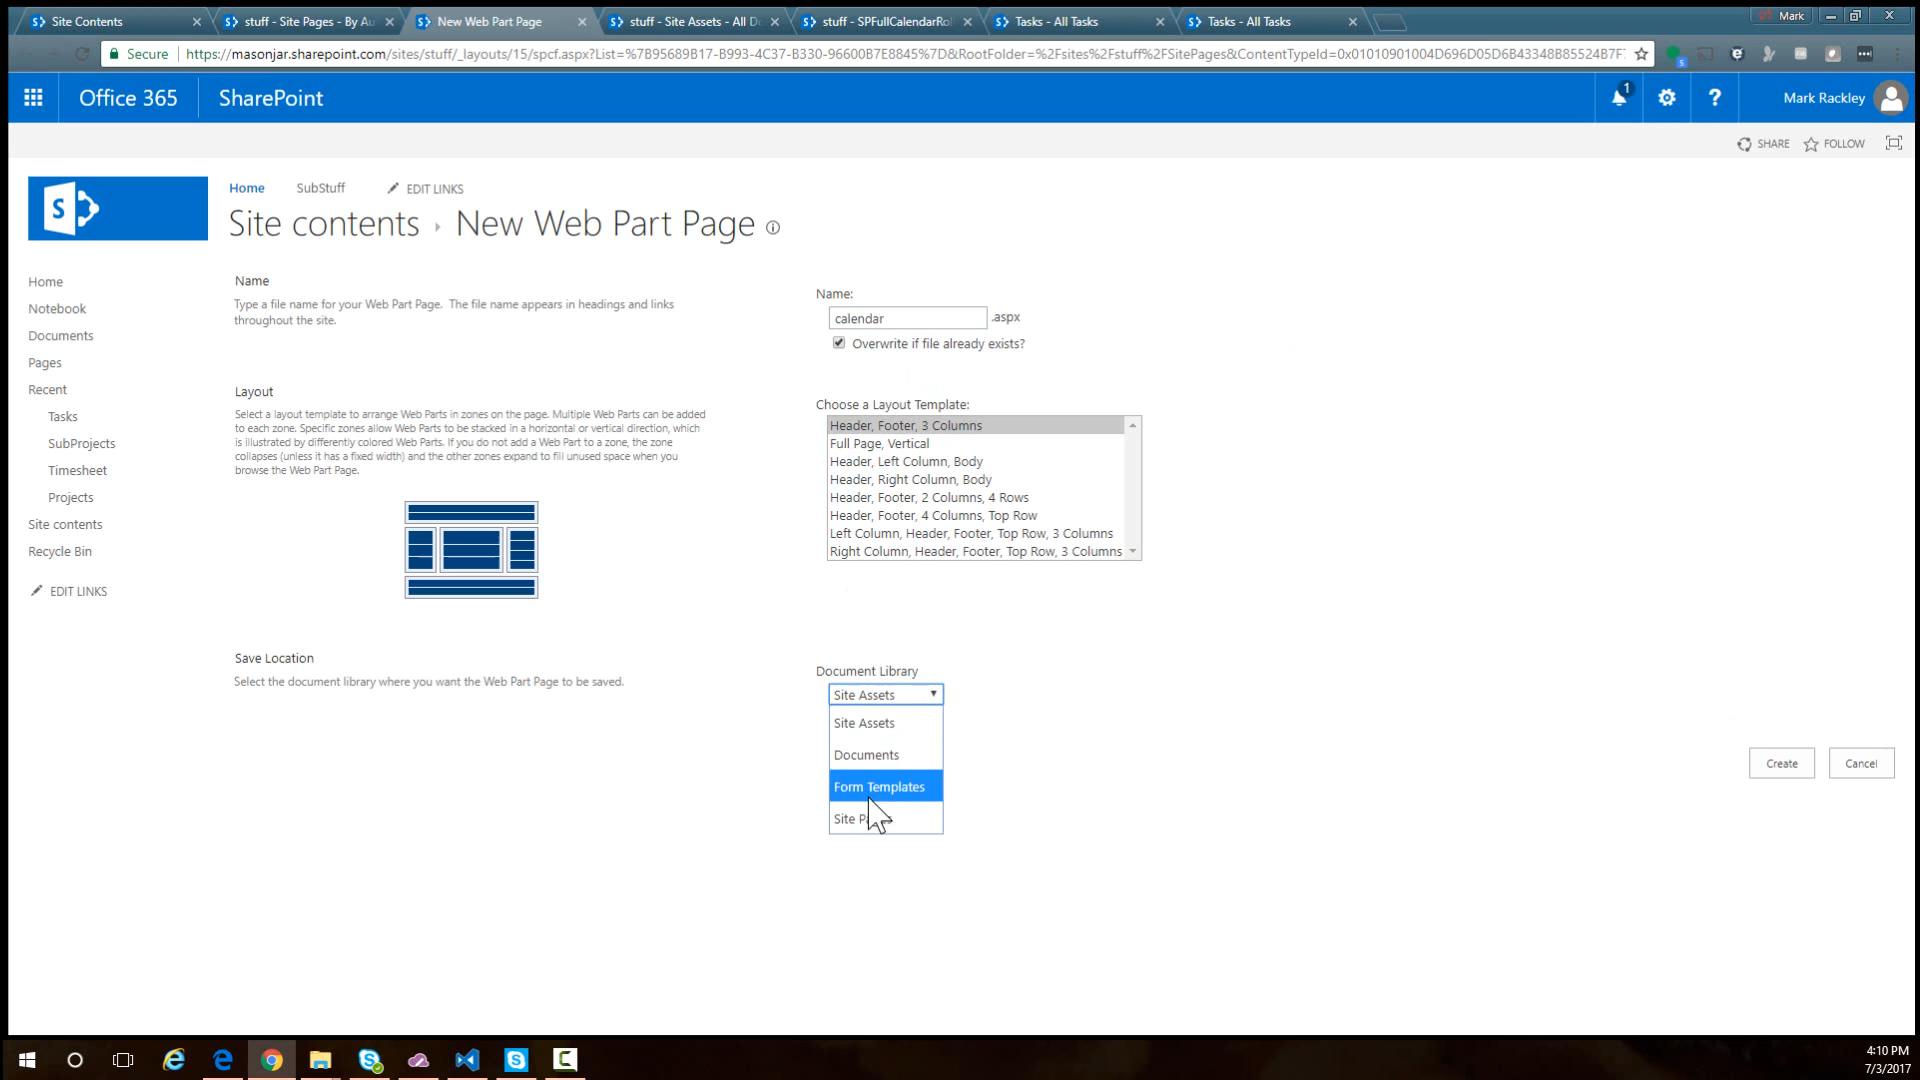 Site Contents
stuff - Site Pages - By Au
New Web Part Page
stuff - Site Assets - All D
stuff - SPFullCalendarRol
Tasks - All Tasks
Tasks - All Tasks
Mark
Secure
https://masonjar.sharepoint.com/sites/stuff/_layouts/15/spcf.aspx?List=%7B95689B17-B993-4C37-B330-96600B7E8845%7D&RootFolder=%2Fsites%2Fstuff%2FSitePages&ContentTypeId=0x01010901004D696D05D6B43348B85524B7F7
Office 365
SharePoint
1
?
Mark Rackley
SHARE
FOLLOW
S
Home
SubStuff
EDIT LINKS
Site contents
New Web Part Page
Home
Notebook
Documents
Pages
Recent
Tasks
SubProjects
Timesheet
Projects
Site contents
Recycle Bin
EDIT LINKS
Name
Type a file name for your Web Part Page. The file name appears in headings and links
throughout the site.
Name:
calendar
.aspx
Overwrite if file already exists?
Layout
Select a layout template to arrange Web Parts in zones on the page. Multiple Web Parts can be added
to each zone. Specific zones allow Web Parts to be stacked in a horizontal or vertical direction, which
is illustrated by differently colored Web Parts. If you do not add a Web Part to a zone, the zone
collapses (unless it has a fixed width) and the other zones expand to fill unused space when you
browse the Web Part Page.
Choose a Layout Template:
Header, Footer, 3 Columns
Full Page, Vertical
Header, Left Column, Body
Header, Right Column, Body
Header, Footer, 2 Columns, 4 Rows
Header, Footer, 4 Columns, Top Row
Left Column, Header, Footer, Top Row, 3 Columns
Right Column, Header, Footer, Top Row, 3 Columns
Save Location
Select the document library where you want the Web Part Page to be saved.
Document Library
Site Assets
Site Assets
Documents
Form Templates
Site
Create
Cancel
4:10 PM
7/3/2017